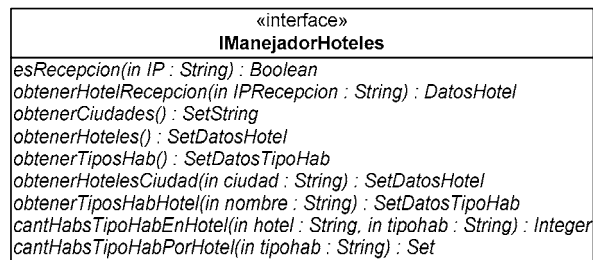 «interface»
IManejadorHoteles
esRecepcion(in IP : String) : Boolean
obtenerHotelRecepcion(in IPRecepcion : String) : DatosHotel
obtenerCiudades() : SetString
obtenerHoteles() : SetDatosHotel
obtenerTiposHab() : SetDatosTipoHab
obtenerHotelesCiudad(in ciudad : String) : SetDatosHotel
obtenerTiposHabHotel(in nombre : String) : SetDatosTipoHab
cantHabsTipoHabEnHotel(in hotel : String, in tipohab : String) : Integer
cantHabsTipoHabPorHotel(in tipohab : String) : Set